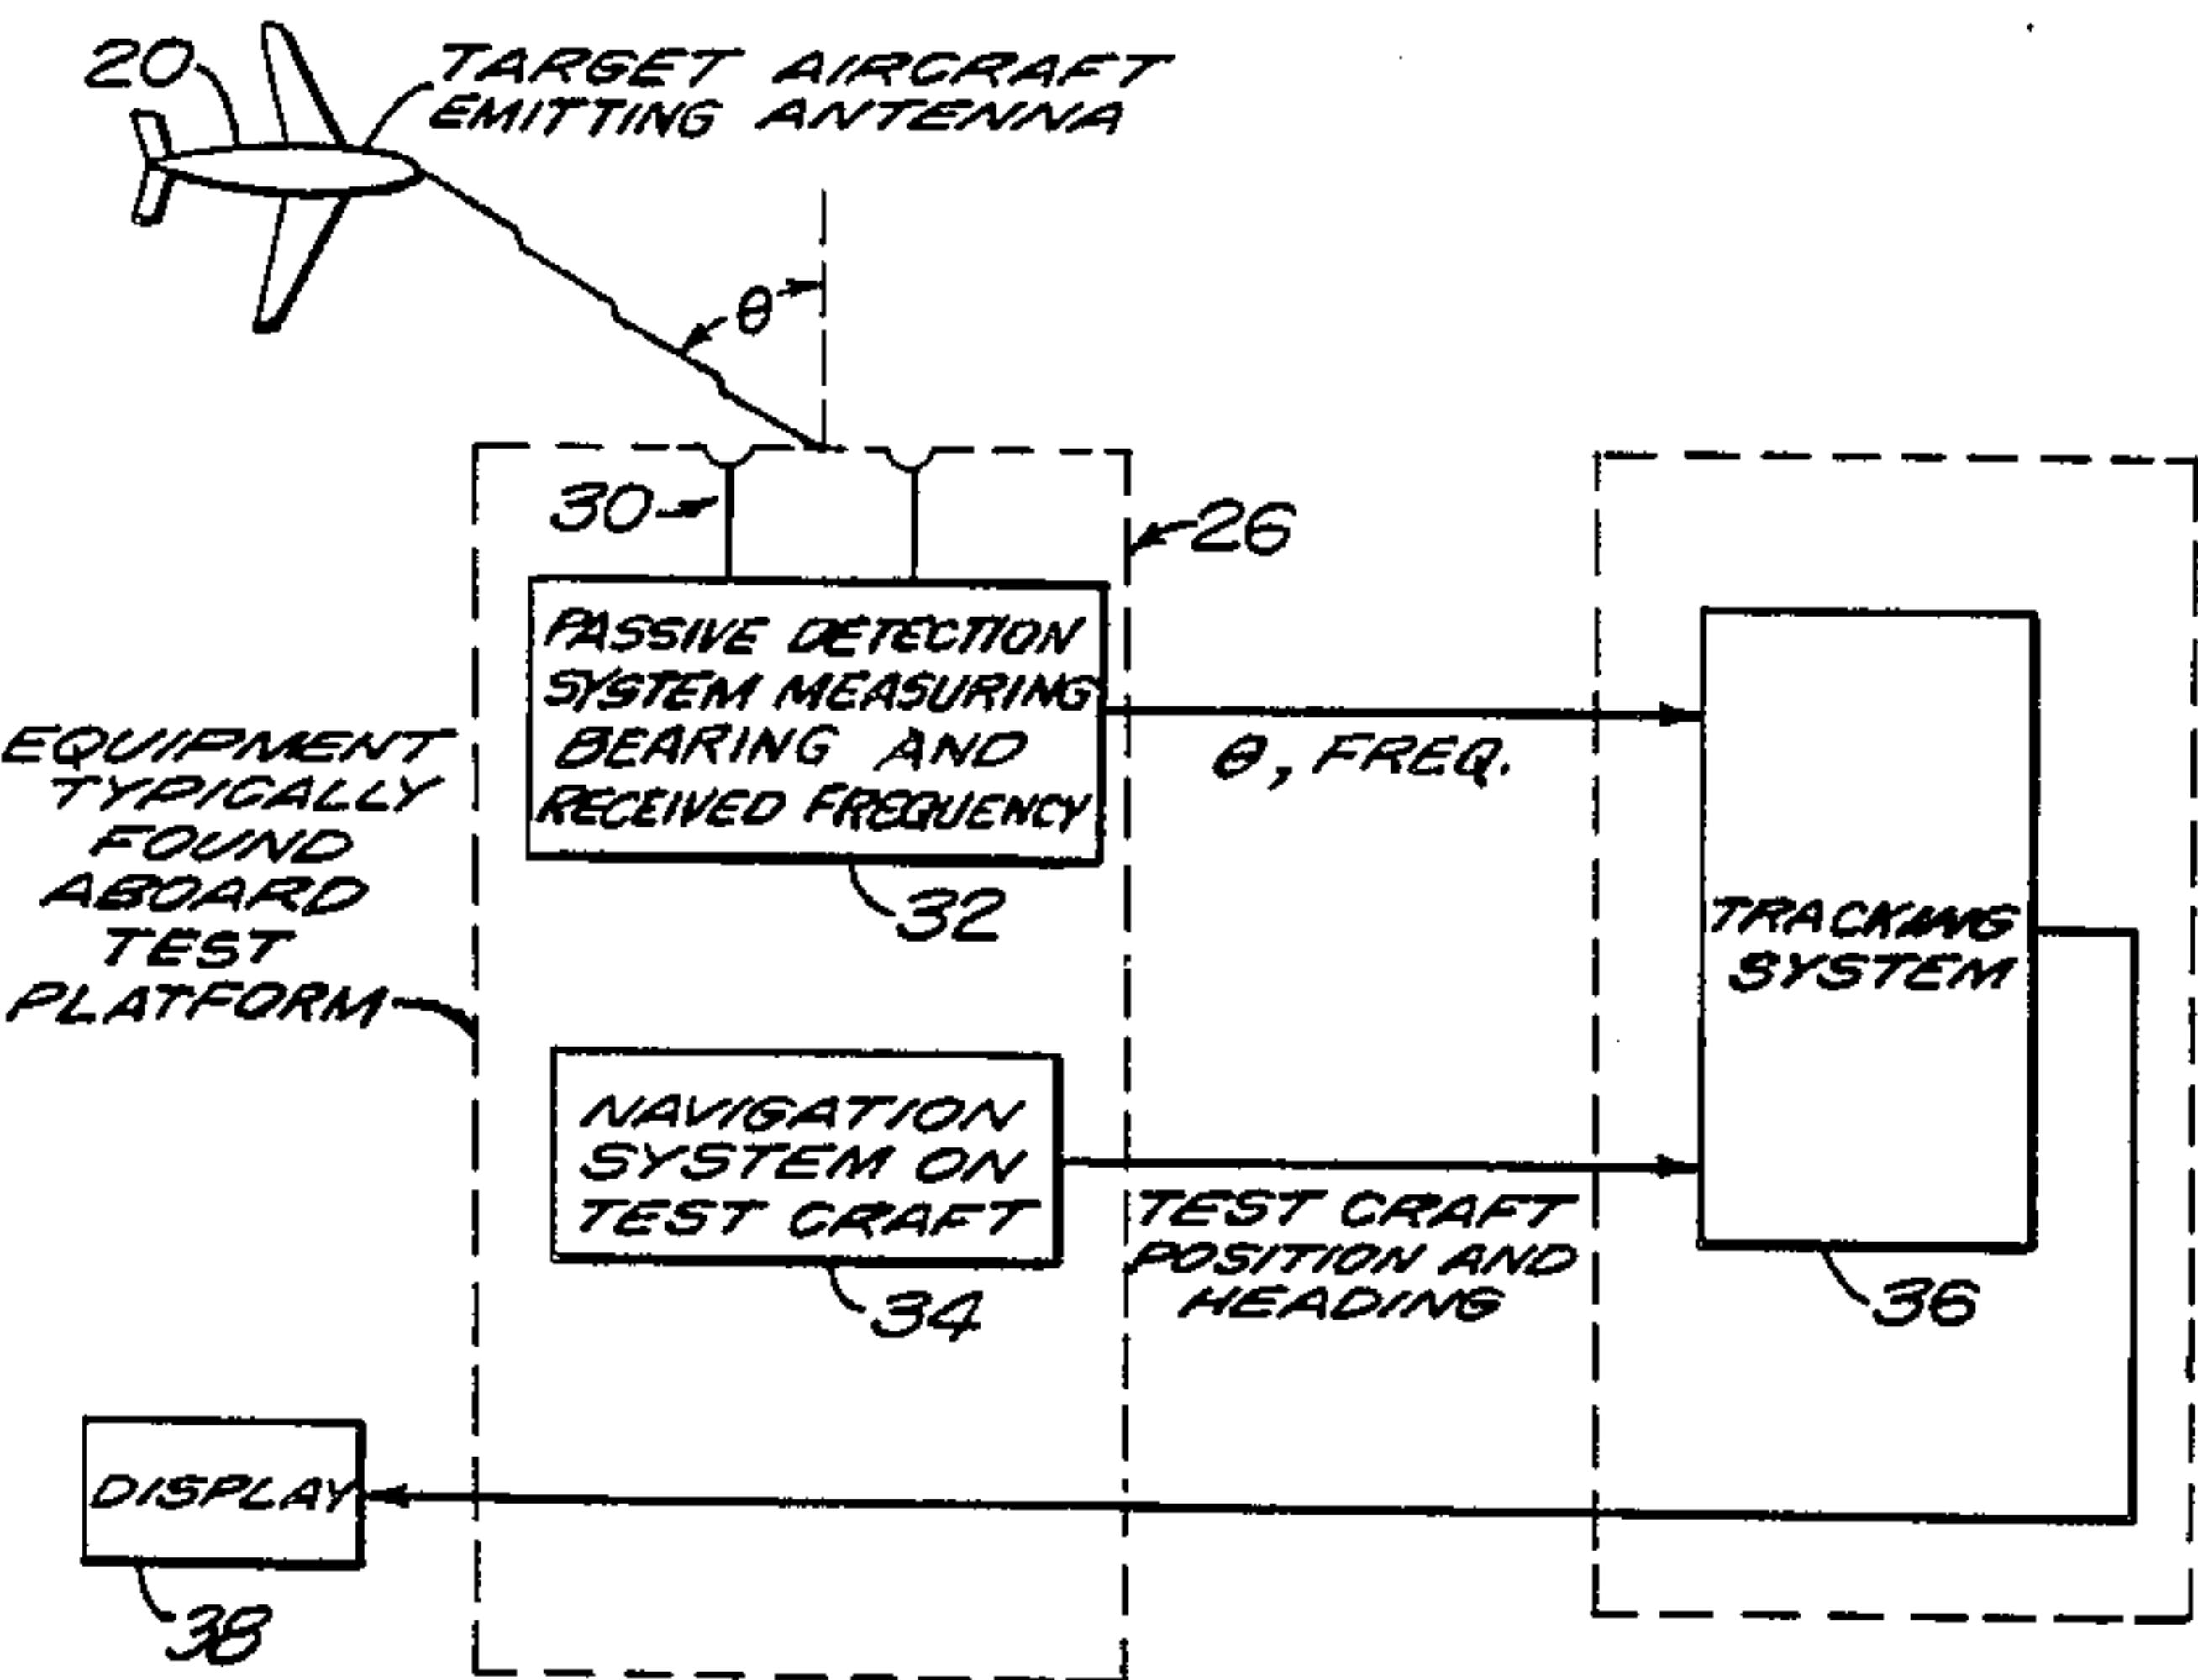 20
TARGET AIRCRAFT
EMITTING ANTENNA
θ
30
26
PASSIVE DETECTION
SYSTEM MEASURING
BEARING AND
RECEIVED FREQUENCY
32
θ, FREQ.
EQUIPMENT
TYPICALLY
FOUND
ABOARD
TEST
PLATFORM
TRACKING
SYSTEM
36
NAVIGATION
SYSTEM ON
TEST CRAFT
34
TEST CRAFT
POSITION AND
HEADING
DISPLAY
38